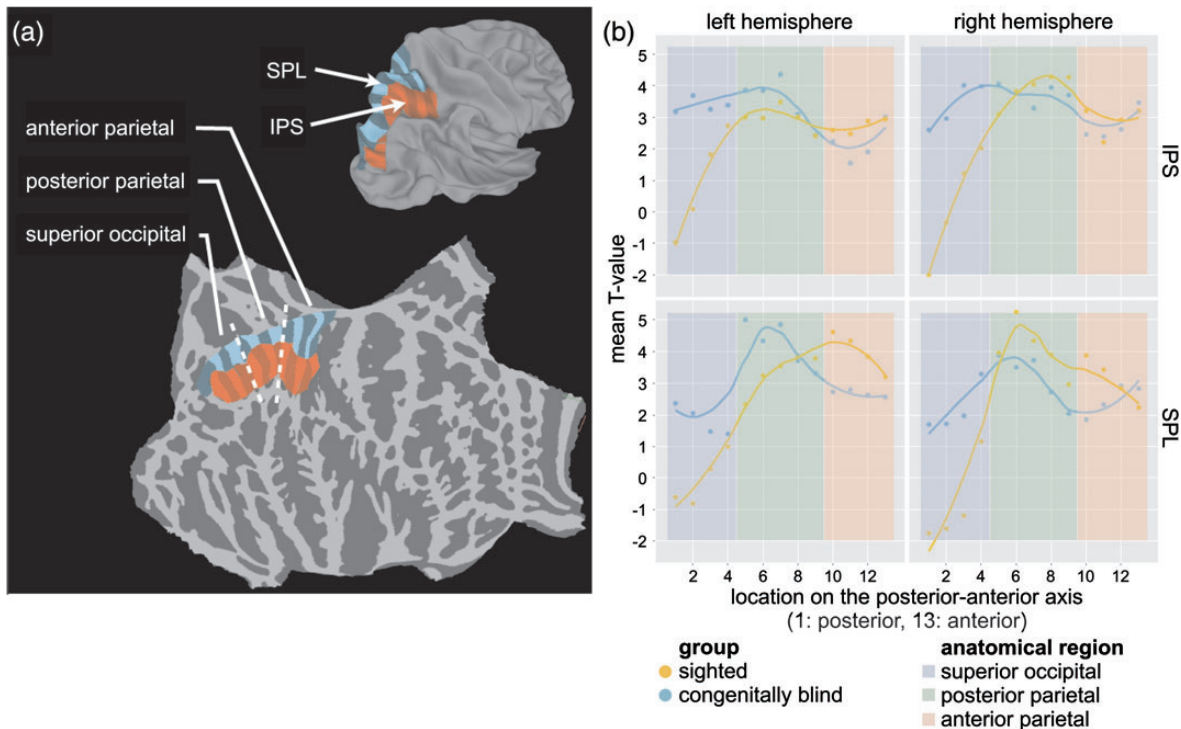 (a)
SPL
IPS
anterior parietal
posterior parietal
superior occipital
(b)
left hemisphere
right hemisphere
mean T-value
5
4
3
2
1
0
-1
-2
IPS
5
4
3
2
1
0
-1
-2
SPL
2 4 6 8 10 12
2 4 6 8 10 12
location on the posterior-anterior axis
(1: posterior, 13: anterior)
group
sighted
congenitally blind
anatomical region
superior occipital
posterior parietal
anterior parietal